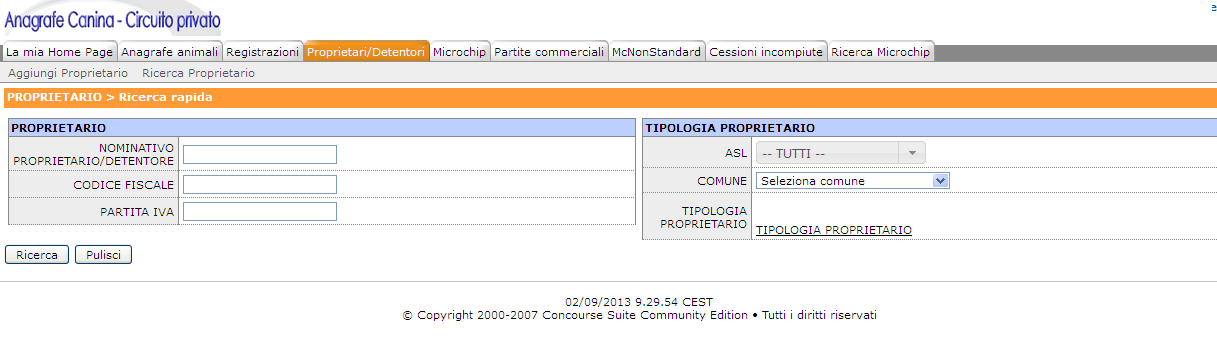 Anagrafe Canina - Circuito privato
La mia Home Page Anagrafe animali Registrazioni Proprietari/Detentori Microchip Partite commerciali McNonStandard Cessioni incompiute Ricerca Microchip
Aggiungi Proprietario Ricerca Proprietario
PROPRIETARIO > Ricerca rapida
PROPRIETARIO
NOMINATIVO
PROPRIETARIO/DETENTORE
CODICE FISCALE
PARTITA IVA
TIPOLOGIA PROPRIETARIO
ASL -- TUTTI --
COMUNE Seleziona comune
TIPOLOGIA
PROPRIETARIO
TIPOLOGIA PROPRIETARIO
Ricerca Pulisci
02/09/2013 9.29.54 CEST
© Copyright 2000-2007 Concourse Suite Community Edition • Tutti i diritti riservati